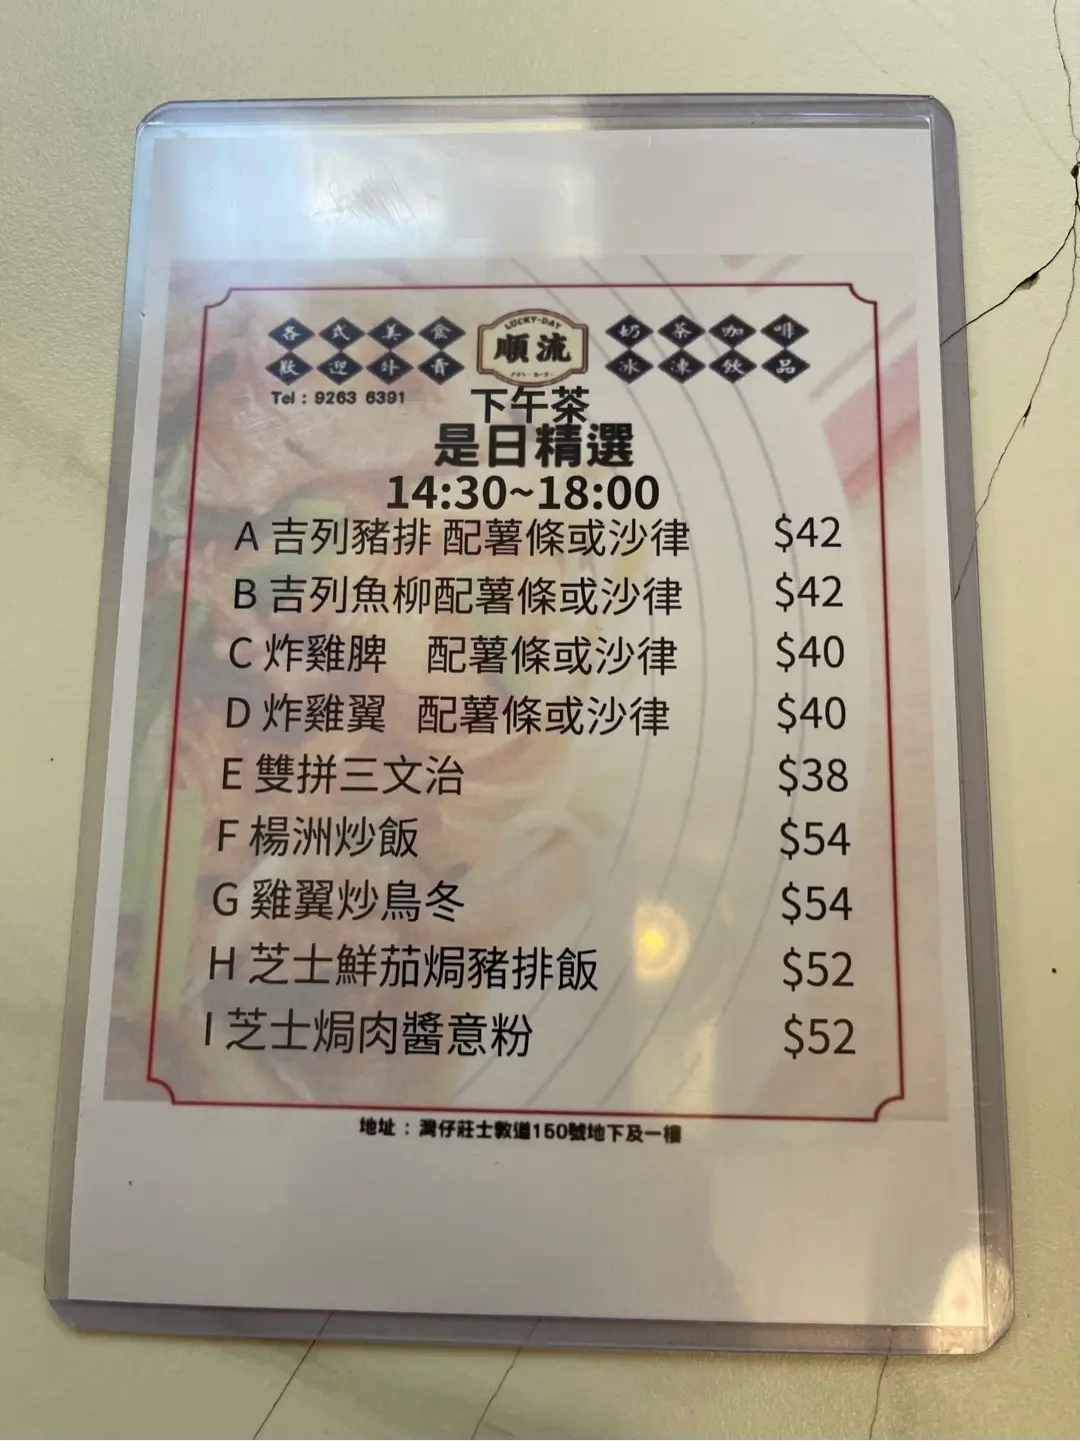 各式美食
歡迎外賣
LUCKY-DAY
順流
奶茶咖啡
冰凍飲品
Tel : 9263 6391
下午茶
是日精選
14:30~18:00
A 吉列豬排 配薯條或沙律 $42
B 吉列魚柳配薯條或沙律 $42
C 炸雞脾 配薯條或沙律 $40
D 炸雞翼 配薯條或沙律 $40
E 雙拼三文治 $38
F 楊洲炒飯 $54
G 雞翼炒鳥冬 $54
H 芝士鮮茄焗豬排飯 $52
I 芝士焗肉醬意粉 $52
地址 : 灣仔莊士敦道150號地下及一樓